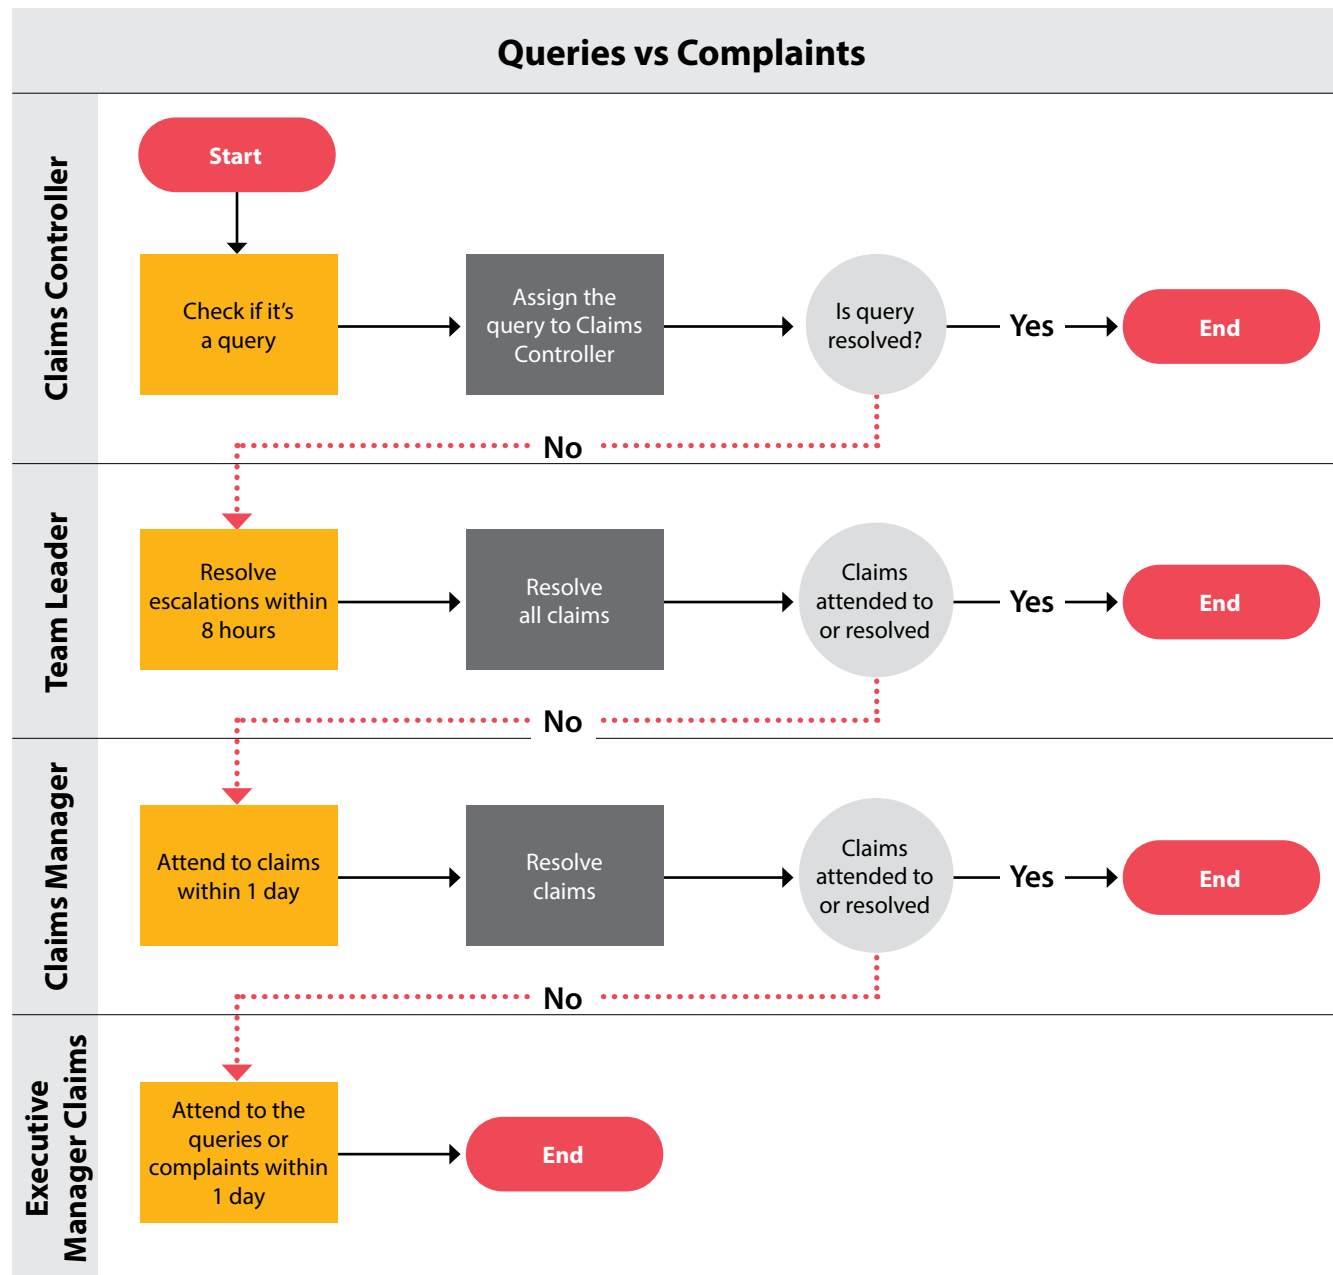 Queries vs Complaints
Claims Controller
Start
Check if it’s
a query
Assign the
query to Claims
Controller
Is query
resolved?
Yes
End
No
Team Leader
Resolve
escalations within
8 hours
Resolve
all claims
Claims
attended to
or resolved
Yes
End
No
Claims Manager
Attend to claims
within 1 day
Resolve
claims
Claims
attended to
or resolved
Yes
End
No
Executive
Manager Claims
Attend to the
queries or
complaints within
1 day
End